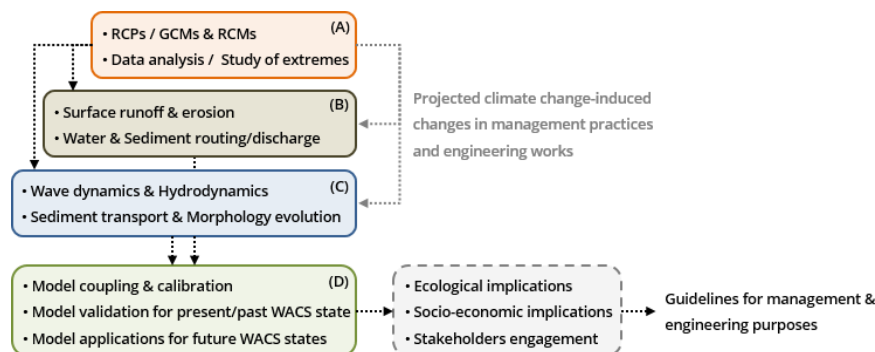 (A)
• RCPs / GCMs & RCMs
• Data analysis / Study of extremes
(B)
• Surface runoff & erosion
• Water & Sediment routing/discharge
Projected climate change-induced
changes in management practices
and engineering works
(C)
• Wave dynamics & Hydrodynamics
• Sediment transport & Morphology evolution
(D)
• Model coupling & calibration
• Model validation for present/past WACS state
• Model applications for future WACS states
• Ecological implications
• Socio-economic implications
• Stakeholders engagement
Guidelines for management &
engineering purposes